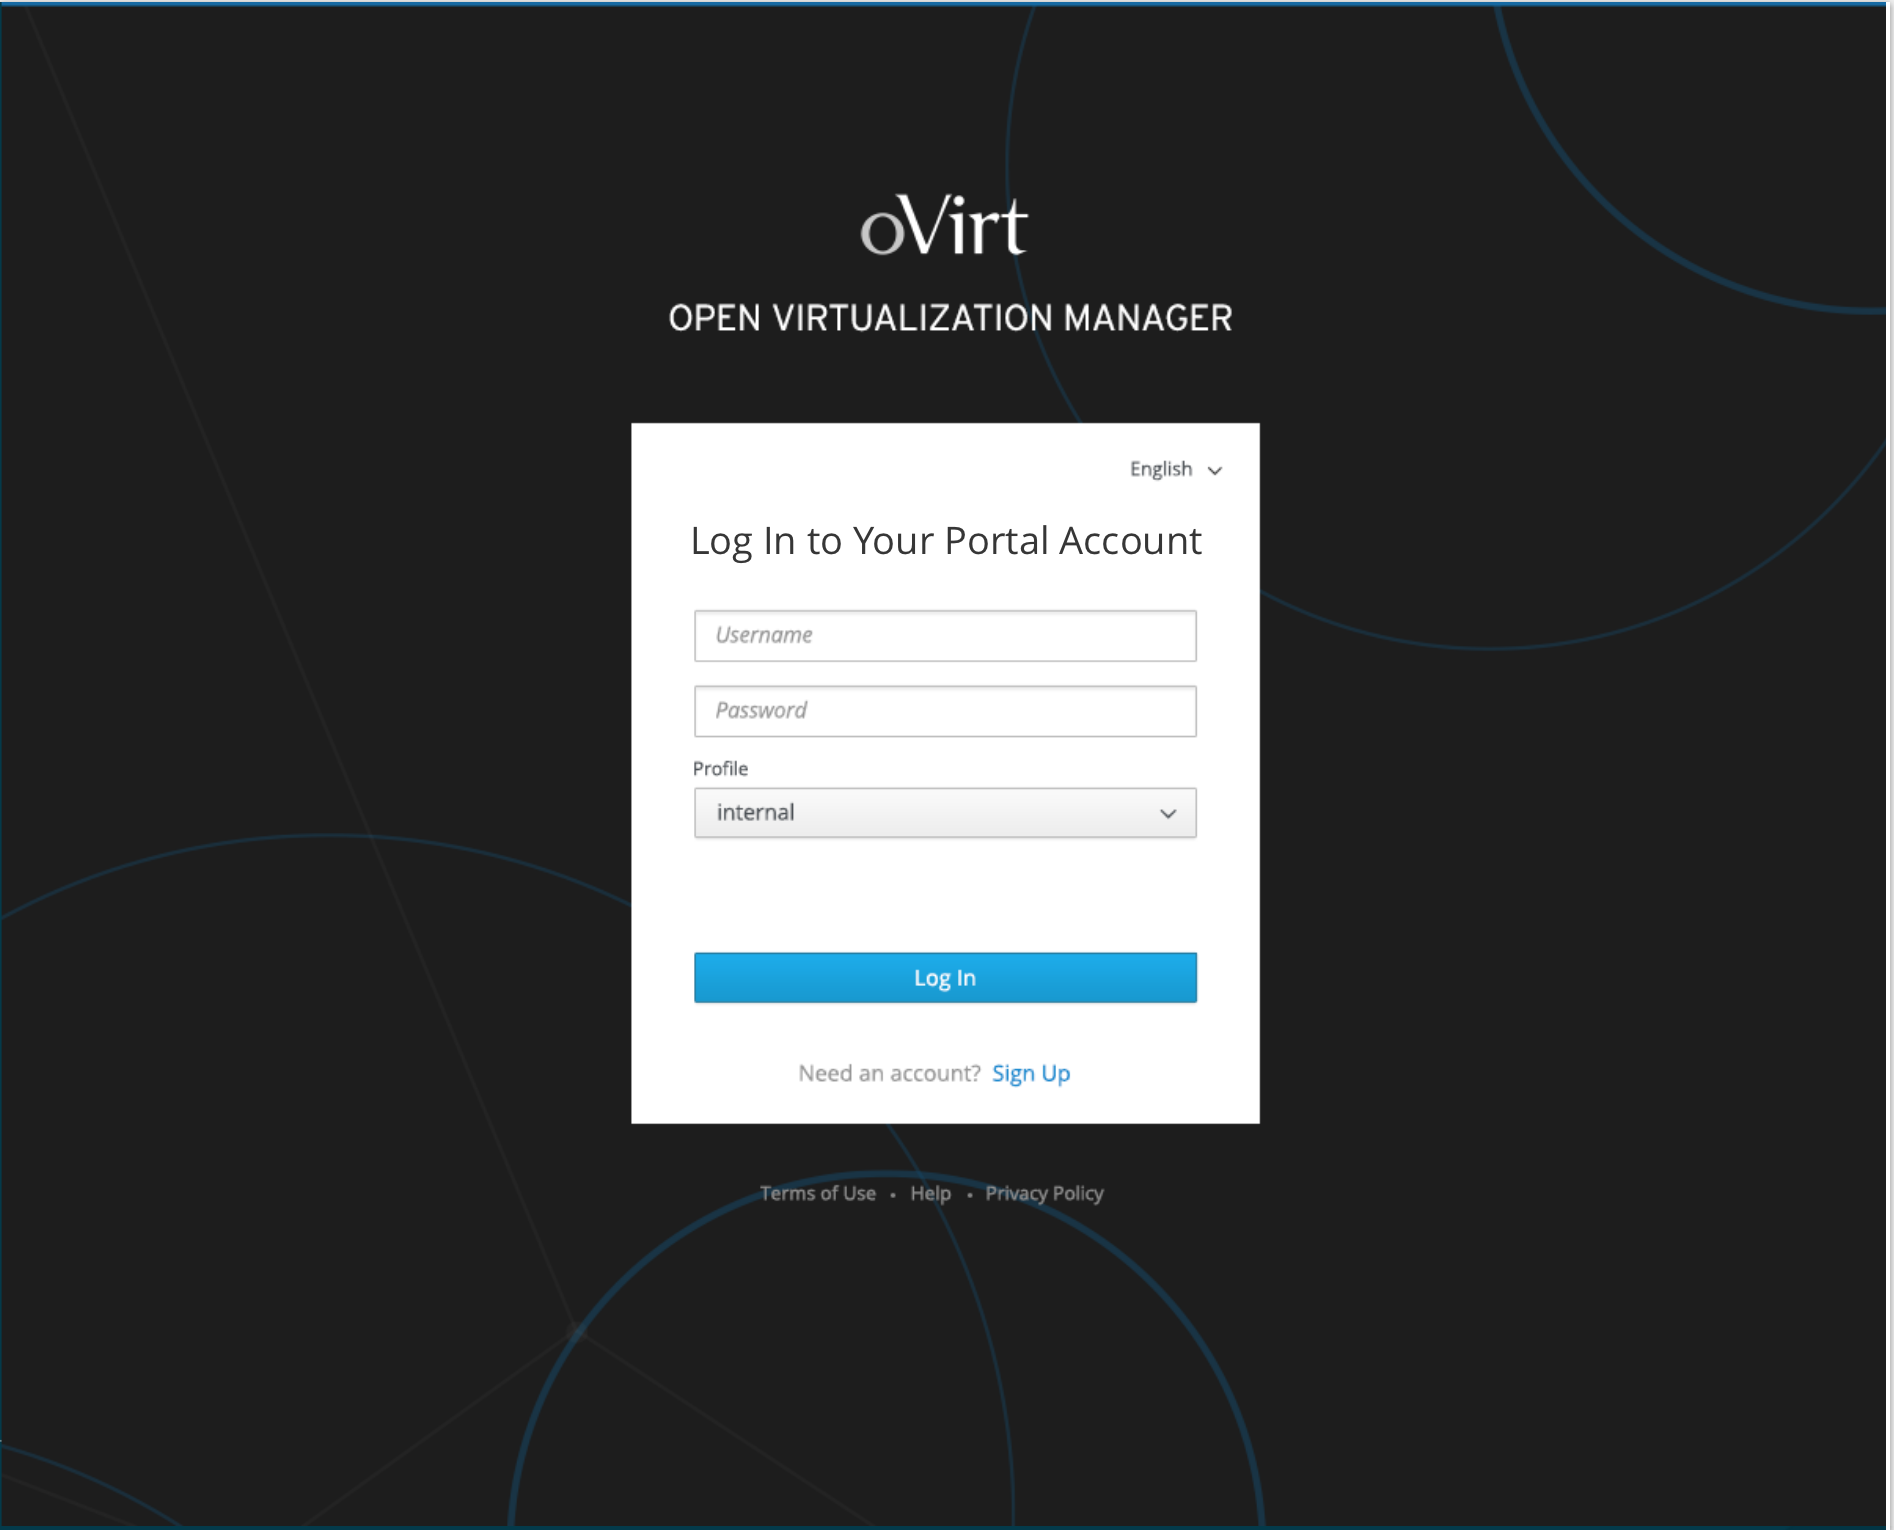 oVirt
OPEN VIRTUALIZATION MANAGER
English
Log In to Your Portal Account
Username
Password
Profile
internal
Log In
Need an account? Sign Up
Terms of Use • Help • Privacy Policy